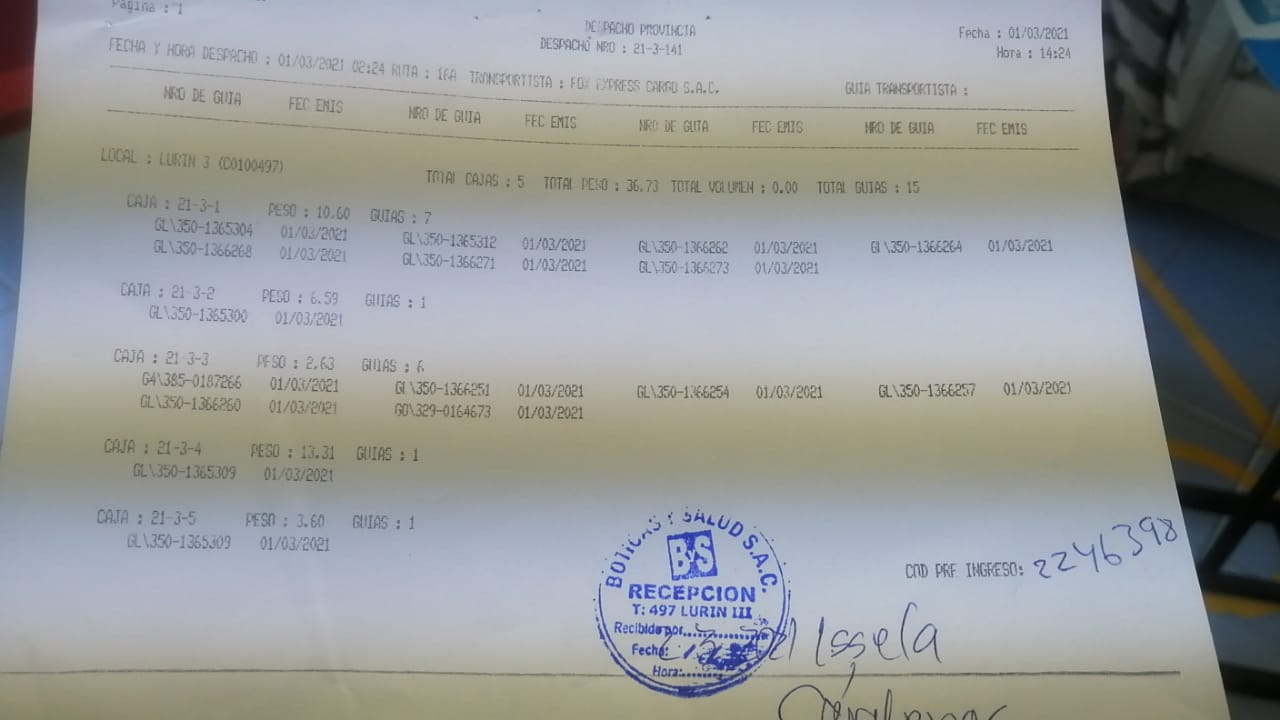 Pagina : 1
DESPACHO PROVINCIA
Fecha : 01/03/2021
DESPACHO NRO : 21-3-141
Hora : 14:24
FECHA Y HORA DESPACHO : 01/03/2021 02:24 RUTA : 16A TRANSPORTISTA : FOX EXPRESS CARGO S.A.C. GUIA TRANSPORTISTA :
NRO DE GUIA FEC EMIS NRO DE GUIA FEC EMIS NRO DE GUIA FEC EMIS NRO DE GUIA FEC EMIS
LOCAL : LURIN 3 (C0100497) TOTAL CAJAS : 5 TOTAL PESO : 36.73 TOTAL VOLUMEN : 0.00 TOTAL GUIAS : 15
CAJA : 21-3-1 PESO : 10.60 GUIAS : 7
GL\350-1365304 01/03/2021 GL\350-1365312 01/03/2021 GL\350-1366262 01/03/2021 GL\350-1366264 01/03/2021
GL\350-1366268 01/03/2021 GL\350-1366271 01/03/2021 GL\350-1366273 01/03/2021
CAJA : 21-3-2 PESO : 6.59 GUIAS : 1
GL\350-1365300 01/03/2021
CAJA : 21-3-3 PESO : 2.63 GUIAS : 6
G4\385-0187266 01/03/2021 GL\350-1366251 01/03/2021 GL\350-1366254 01/03/2021 GL\350-1366257 01/03/2021
GL\350-1366260 01/03/2021 G0\329-0164673 01/03/2021
CAJA : 21-3-4 PESO : 13.31 GUIAS : 1
GL\350-1365309 01/03/2021
CAJA : 21-3-5 PESO : 3.60 GUIAS : 1
GL\350-1365309 01/03/2021
COD PRE INGRESO: 2246398
BOTICAS Y SALUD S.A.C.
B&S
RECEPCION
T: 497 LURIN III
Recibido por
Fecha:
Hora:
Issela